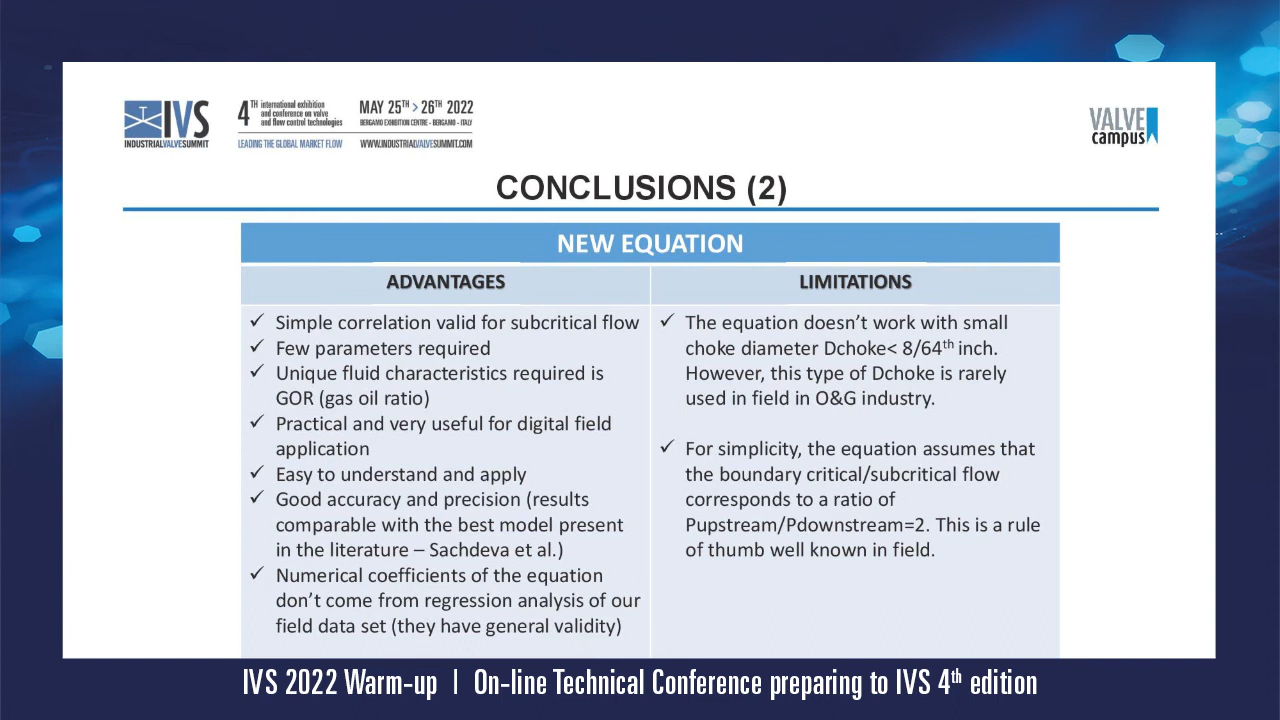 IVS
INDUSTRIALVALVESUMMIT
4TH international exhibition
and conference on valve
and flow control technologies
LEADING THE GLOBAL MARKET FLOW
MAY 25TH > 26TH 2022
BERGAMO EXHIBITION CENTRE - BERGAMO - ITALY
WWW.INDUSTRIALVALVESUMMIT.COM
VALVE
campus
CONCLUSIONS (2)
NEW EQUATION
ADVANTAGES
✓ Simple correlation valid for subcritical flow
✓ Few parameters required
✓ Unique fluid characteristics required is
GOR (gas oil ratio)
✓ Practical and very useful for digital field
application
✓ Easy to understand and apply
✓ Good accuracy and precision (results
comparable with the best model present
in the literature – Sachdeva et al.)
✓ Numerical coefficients of the equation
don't come from regression analysis of our
field data set (they have general validity)
LIMITATIONS
✓ The equation doesn't work with small
choke diameter Dchoke< 8/64th inch.
However, this type of Dchoke is rarely
used in field in O&G industry.
✓ For simplicity, the equation assumes that
the boundary critical/subcritical flow
corresponds to a ratio of
Pupstream/Pdownstream=2. This is a rule
of thumb well known in field.
IVS 2022 Warm-up | On-line Technical Conference preparing to IVS 4th edition